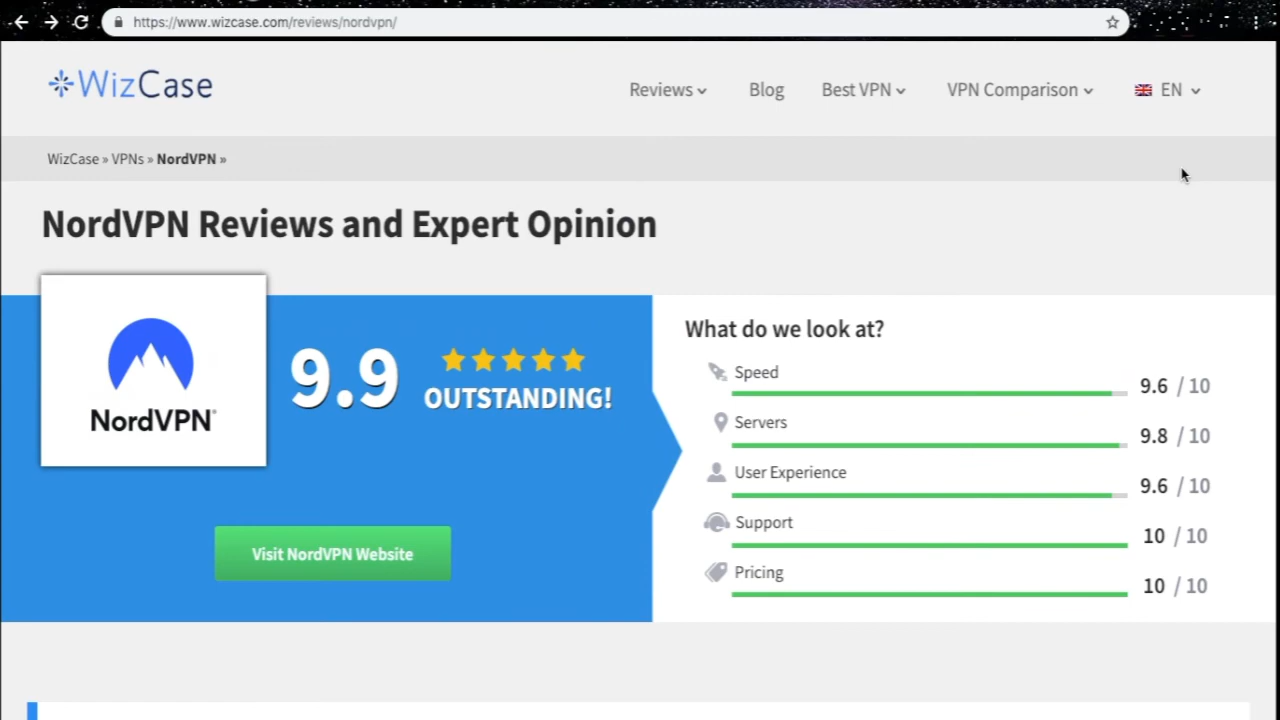 https://www.wizcase.com/reviews/nordvpn/
WizCase
Reviews
Blog
Best VPN
VPN Comparison
EN
WizCase » VPNs » NordVPN »
NordVPN Reviews and Expert Opinion
NordVPN®
9.9
OUTSTANDING!
Visit NordVPN Website
What do we look at?
Speed
9.6 / 10
Servers
9.8 / 10
User Experience
9.6 / 10
Support
10 / 10
Pricing
10 / 10